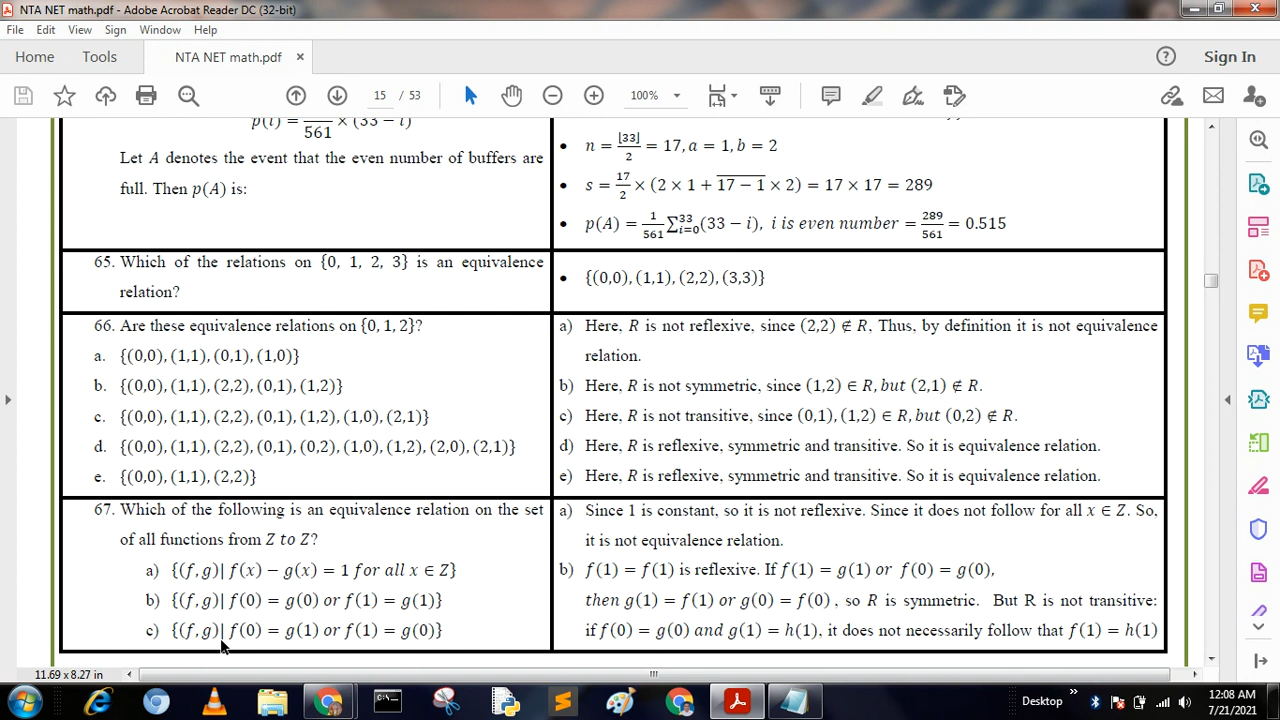 NTA NET math.pdf - Adobe Acrobat Reader DC (32-bit)
File Edit View Sign Window Help
Home Tools NTA NET math.pdf × Sign In
15 / 53 100%
p(i) = / 561 × (33 − i)
Let A denotes the event that the even number of buffers are
full. Then p(A) is:
• n = ⌊33⌋/2 = 17, a = 1, b = 2
• s = 17/2 × (2 × 1 + 17 − 1 × 2) = 17 × 17 = 289
• p(A) = 1/561 ∑_{i=0}^{33}(33 − i), i is even number = 289/561 = 0.515
65. Which of the relations on {0, 1, 2, 3} is an equivalence
relation?
• {(0,0), (1,1), (2,2), (3,3)}
66. Are these equivalence relations on {0, 1, 2}?
a. {(0,0), (1,1), (0,1), (1,0)}
b. {(0,0), (1,1), (2,2), (0,1), (1,2)}
c. {(0,0), (1,1), (2,2), (0,1), (1,2), (1,0), (2,1)}
d. {(0,0), (1,1), (2,2), (0,1), (0,2), (1,0), (1,2), (2,0), (2,1)}
e. {(0,0), (1,1), (2,2)}
a) Here, R is not reflexive, since (2,2) ∉ R, Thus, by definition it is not equivalence
relation.
b) Here, R is not symmetric, since (1,2) ∈ R, but (2,1) ∉ R.
c) Here, R is not transitive, since (0,1), (1,2) ∈ R, but (0,2) ∉ R.
d) Here, R is reflexive, symmetric and transitive. So it is equivalence relation.
e) Here, R is reflexive, symmetric and transitive. So it is equivalence relation.
67. Which of the following is an equivalence relation on the set
of all functions from Z to Z?
a) {(f, g)| f(x) − g(x) = 1 for all x ∈ Z}
b) {(f, g)| f(0) = g(0) or f(1) = g(1)}
c) {(f, g)| f(0) = g(1) or f(1) = g(0)}
a) Since 1 is constant, so it is not reflexive. Since it does not follow for all x ∈ Z. So,
it is not equivalence relation.
b) f(1) = f(1) is reflexive. If f(1) = g(1) or f(0) = g(0),
then g(1) = f(1) or g(0) = f(0) , so R is symmetric. But R is not transitive:
if f(0) = g(0) and g(1) = h(1), it does not necessarily follow that f(1) = h(1)
11.69 x 8.27 in
Desktop
12:08 AM
7/21/2021